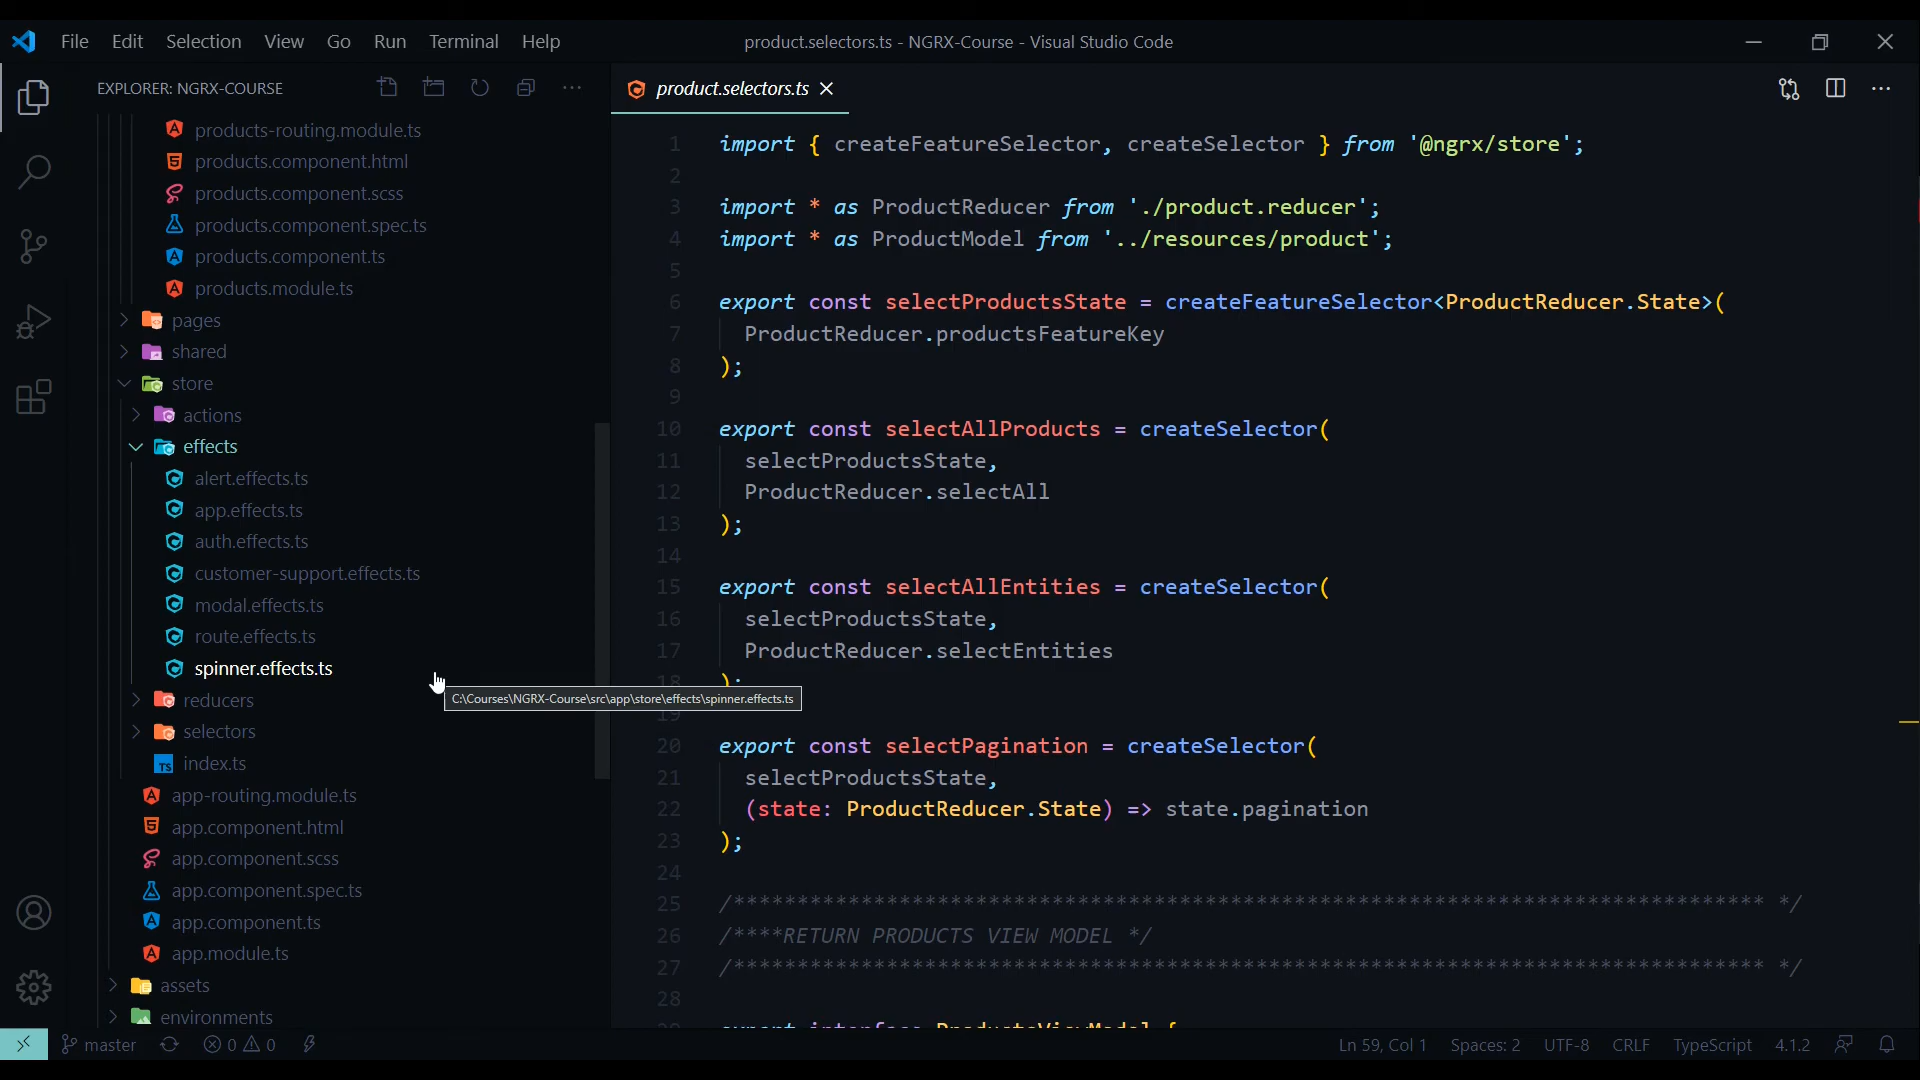 File Edit Selection View Go Run Terminal Help
product.selectors.ts - NGRX-Course - Visual Studio Code
EXPLORER: NGRX-COURSE
products-routing.module.ts
products.component.html
products.component.scss
products.component.spec.ts
products.component.ts
products.module.ts
pages
shared
store
actions
effects
alert.effects.ts
app.effects.ts
auth.effects.ts
customer-support.effects.ts
modal.effects.ts
route.effects.ts
spinner.effects.ts
C:\Courses\NGRX-Course\src\app\store\effects\spinner.effects.ts
reducers
selectors
TS index.ts
app-routing.module.ts
app.component.html
app.component.scss
app.component.spec.ts
app.component.ts
app.module.ts
assets
environments
product.selectors.ts
1 import { createFeatureSelector, createSelector } from '@ngrx/store';
2
3 import * as ProductReducer from './product.reducer';
4 import * as ProductModel from '../resources/product';
5
6 export const selectProductsState = createFeatureSelector<ProductReducer.State>(
7 ProductReducer.productsFeatureKey
8 );
9
10 export const selectAllProducts = createSelector(
11 selectProductsState,
12 ProductReducer.selectAll
13 );
14
15 export const selectAllEntities = createSelector(
16 selectProductsState,
17 ProductReducer.selectEntities
18 );
19
20 export const selectPagination = createSelector(
21 selectProductsState,
22 (state: ProductReducer.State) => state.pagination
23 );
24
25 /********************************************************************************* */
26 /****RETURN PRODUCTS VIEW MODEL */
27 /********************************************************************************* */
28
29 export interface ProductsViewModel {
master 0 0 Ln 59, Col 1 Spaces: 2 UTF-8 CRLF TypeScript 4.1.2